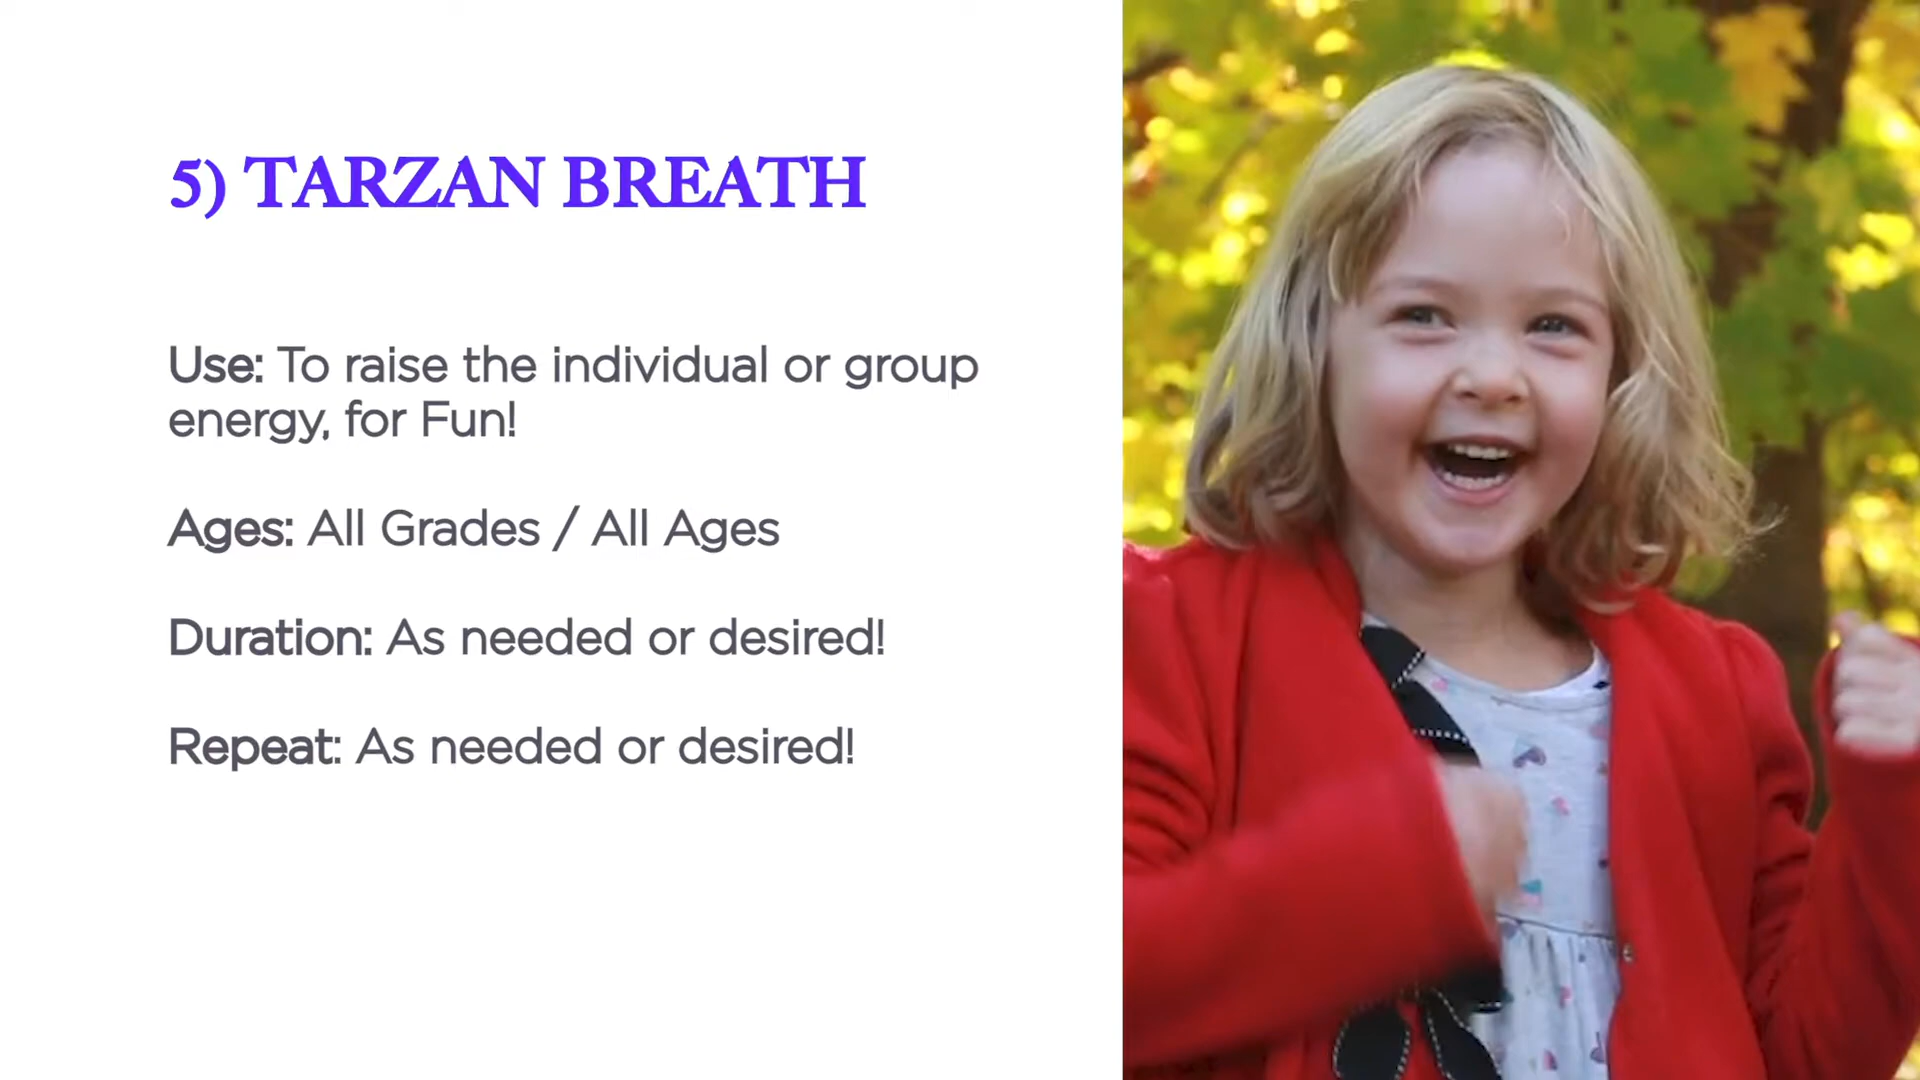 5) TARZAN BREATH
Use: To raise the individual or group
energy, for Fun!
Ages: All Grades / All Ages
Duration: As needed or desired!
Repeat: As needed or desired!